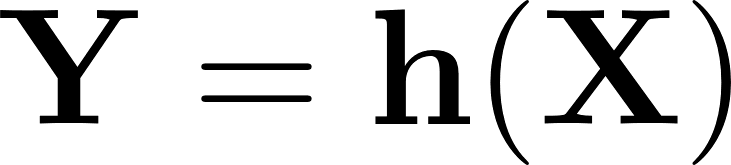 Y = h(X)